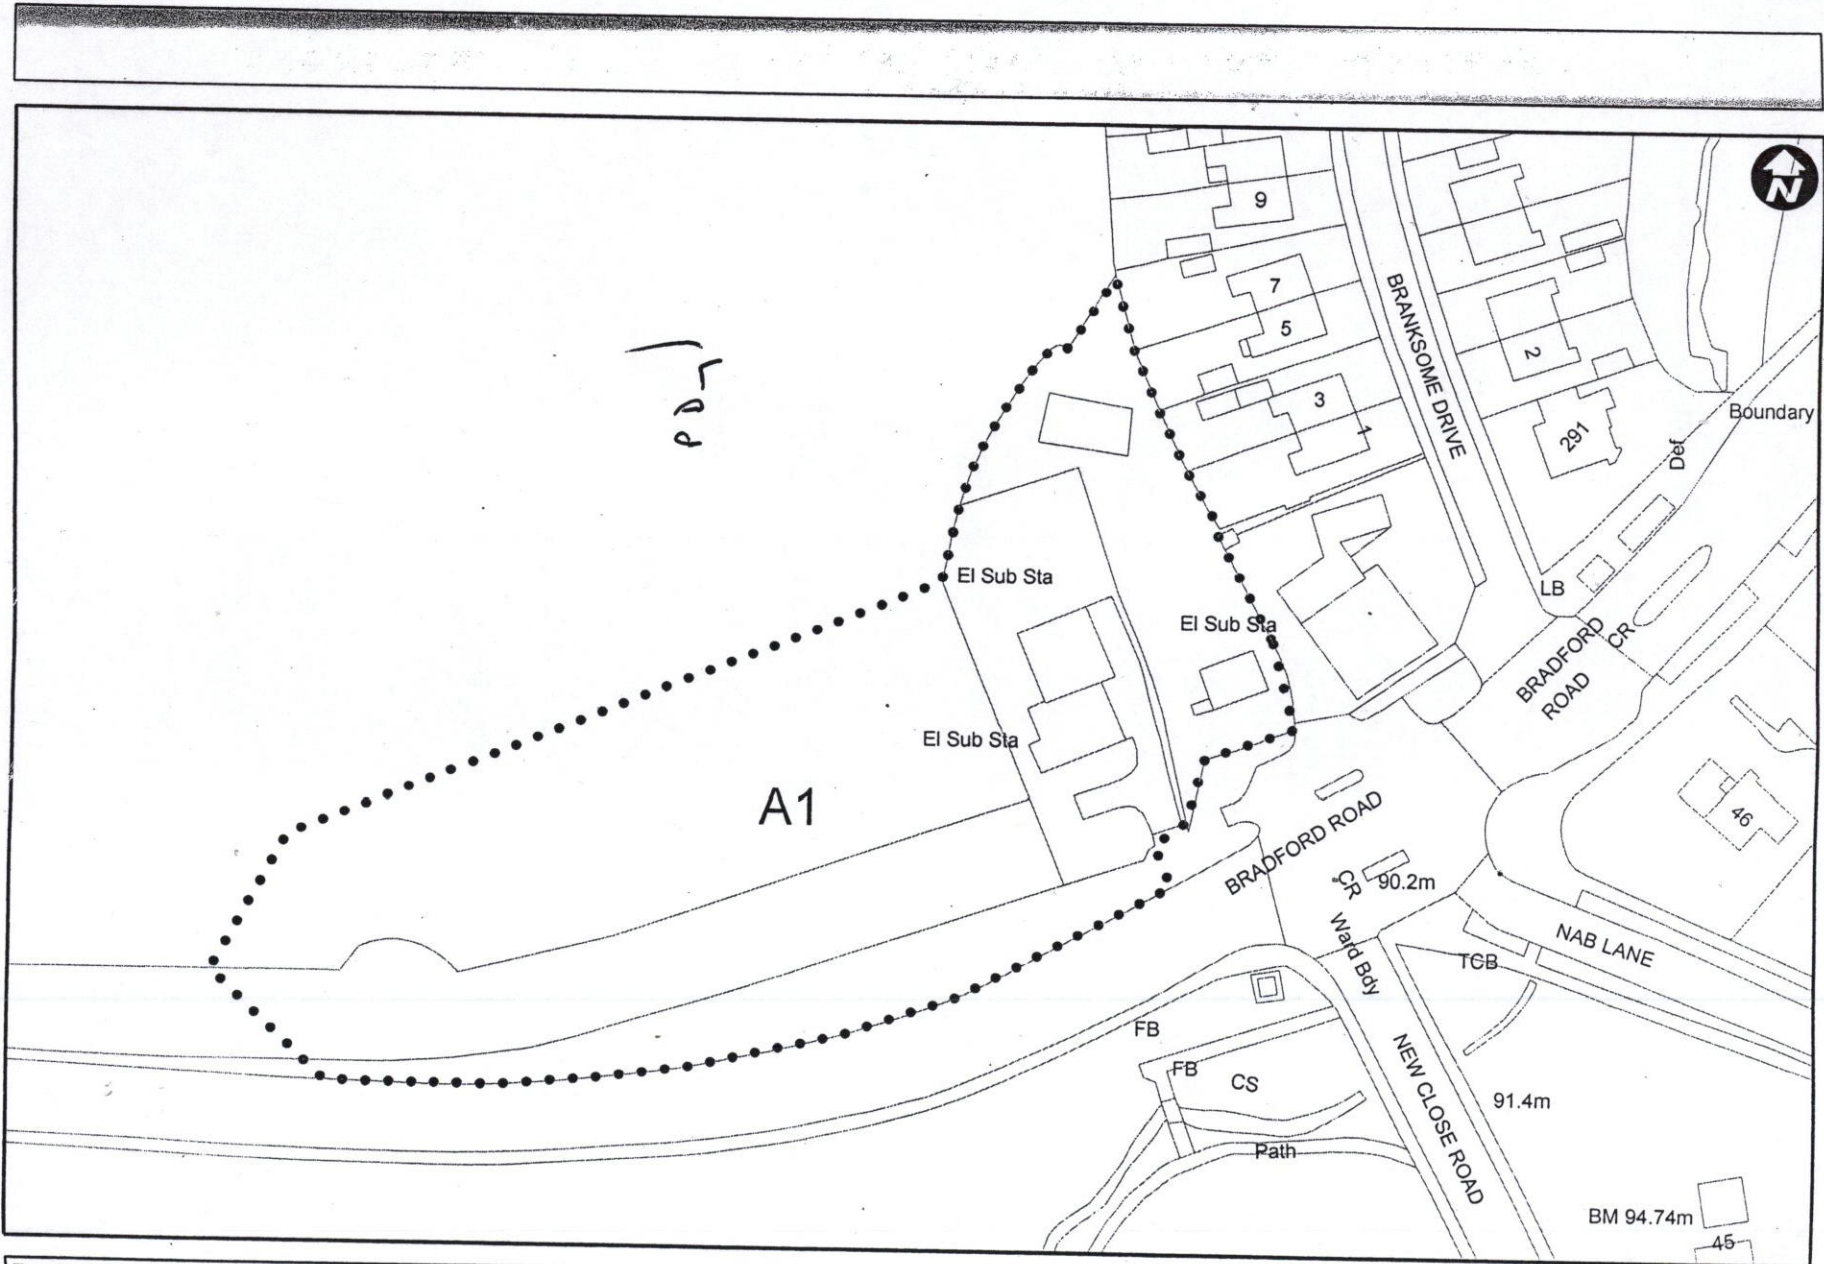 N
9
7
5
3
1
BRANKSOME DRIVE
2
291
Def
Boundary
El Sub Sta
El Sub Sta
El Sub Sta
LB
BRADFORD
ROAD
CR
A1
BRADFORD ROAD
CR
90.2m
46
Ward Bdy
NAB LANE
TCB
FB
FB
CS
Path
NEW CLOSE ROAD
91.4m
BM 94.74m
45